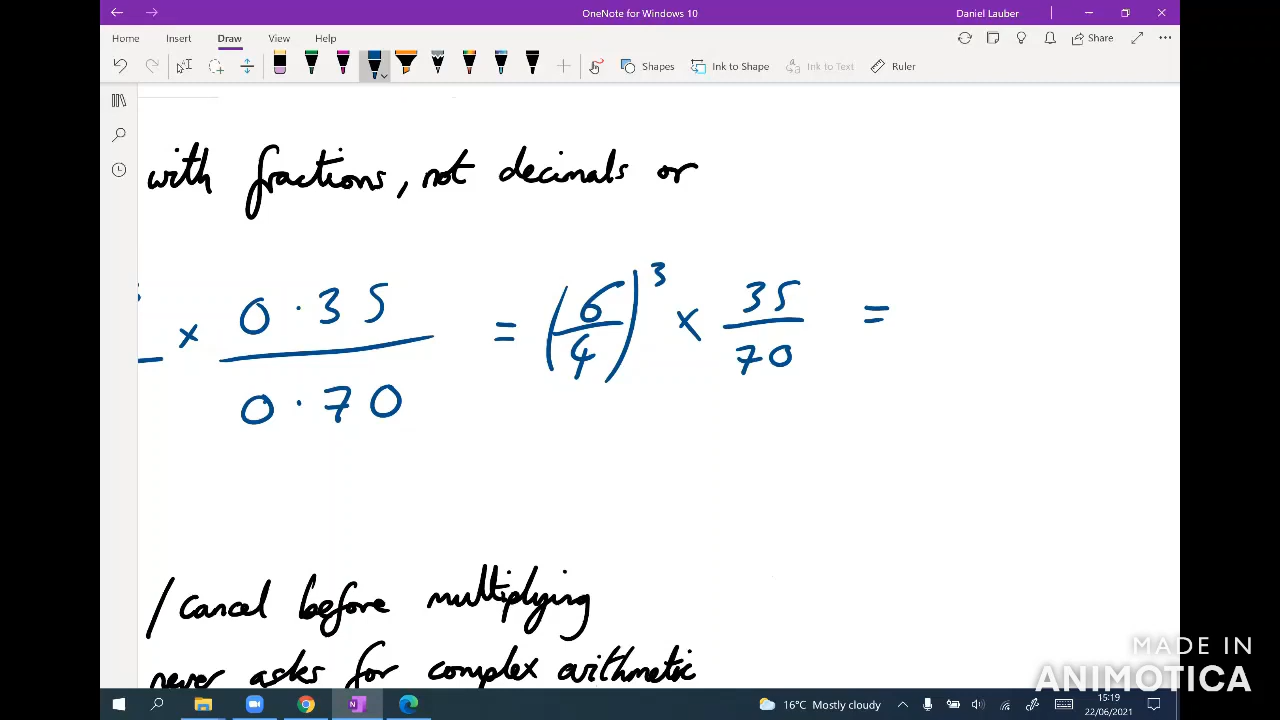 OneNote for Windows 10
Daniel Lauber
Home Insert Draw View Help
Share
Shapes Ink to Shape Ink to Text Ruler
with fractions, not decimals or
× 0.35 / 0.70 = (6/4)³ × 35/70 =
/ cancel before multiplying
never asks for complex arithmetic
MADE IN
ANIMOTICA
16°C Mostly cloudy
15:19
22/06/2021